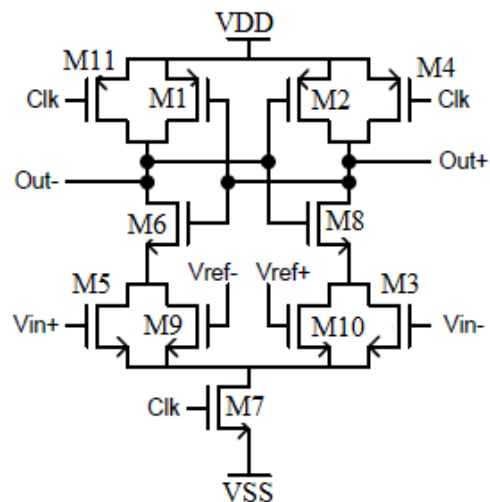 VDD
M11
M4
Clk
M1
M2
Clk
Out-
Out+
M6
M8
Vref-
Vref+
M5
M3
Vin+
M9
M10
Vin-
Clk
M7
VSS